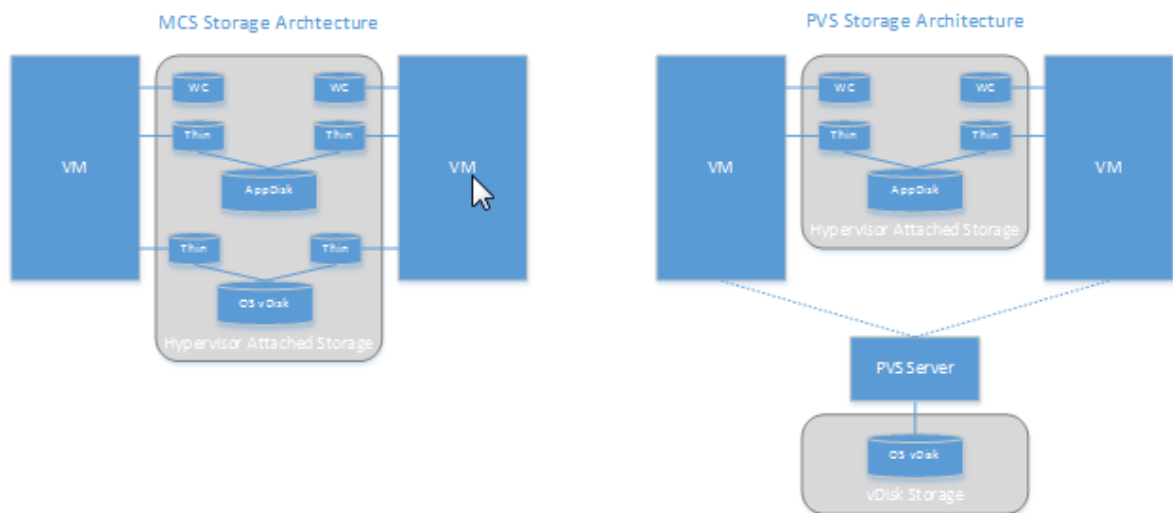 MCS Storage Archtecture
PVS Storage Architecture
VM
WC
WC
Thin
Thin
AppDisk
VM
Thin
Thin
OS vDisk
Hypervisor Attached Storage
VM
WC
WC
Thin
Thin
AppDisk
Hypervisor Attached Storage
VM
PVS Server
OS vDisk
vDisk Storage